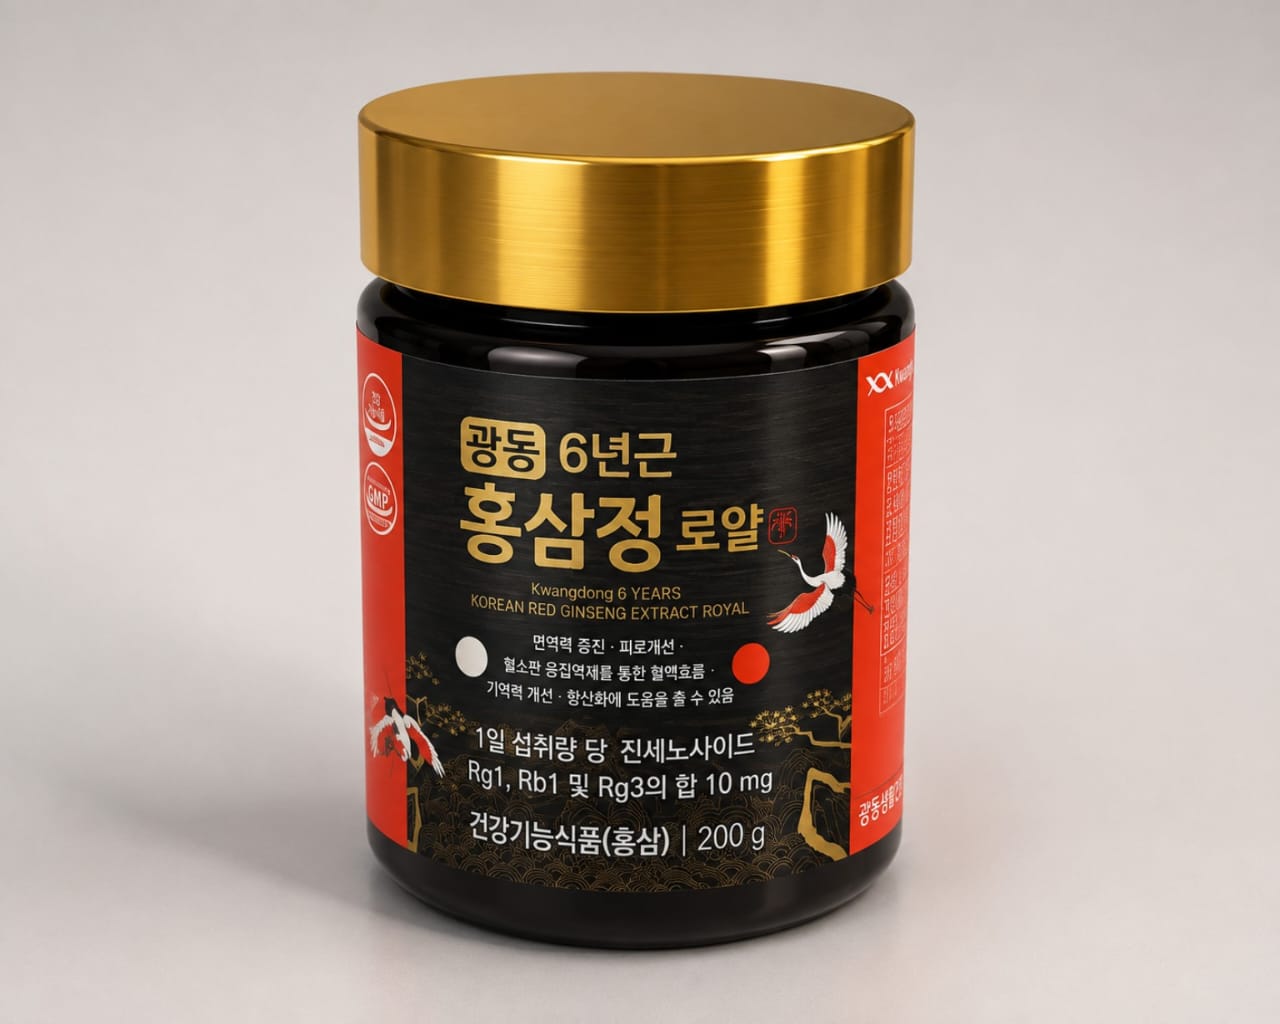 광동 6년근
홍삼정 로얄
Kwangdong 6 YEARS
KOREAN RED GINSENG EXTRACT ROYAL
면역력 증진 · 피로개선 ·
혈소판 응집역제를 통한 혈액흐름 ·
기역력 개선 · 항산화에 도움을 출 수 있음
1일 섭취량 당 진세노사이드
Rg1, Rb1 및 Rg3의 합 10 mg
건강기능식품(홍삼) | 200 g
GMP